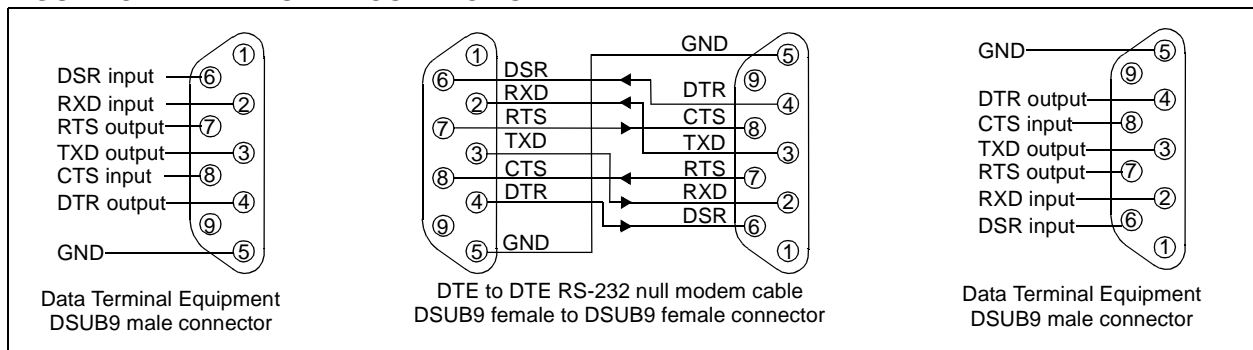 1
DSR input 6
RXD input 2
RTS output 7
TXD output 3
CTS input 8
DTR output 4
9
GND 5
Data Terminal Equipment
DSUB9 male connector
GND 5
1
6 DSR 9
2 RXD DTR 4
7 RTS CTS 8
3 TXD TXD 3
8 CTS RTS 7
4 DTR RXD 2
9 DSR 6
5 GND 1
DTE to DTE RS-232 null modem cable
DSUB9 female to DSUB9 female connector
GND 5
9
DTR output 4
CTS input 8
TXD output 3
RTS output 7
RXD input 2
DSR input 6
1
Data Terminal Equipment
DSUB9 male connector